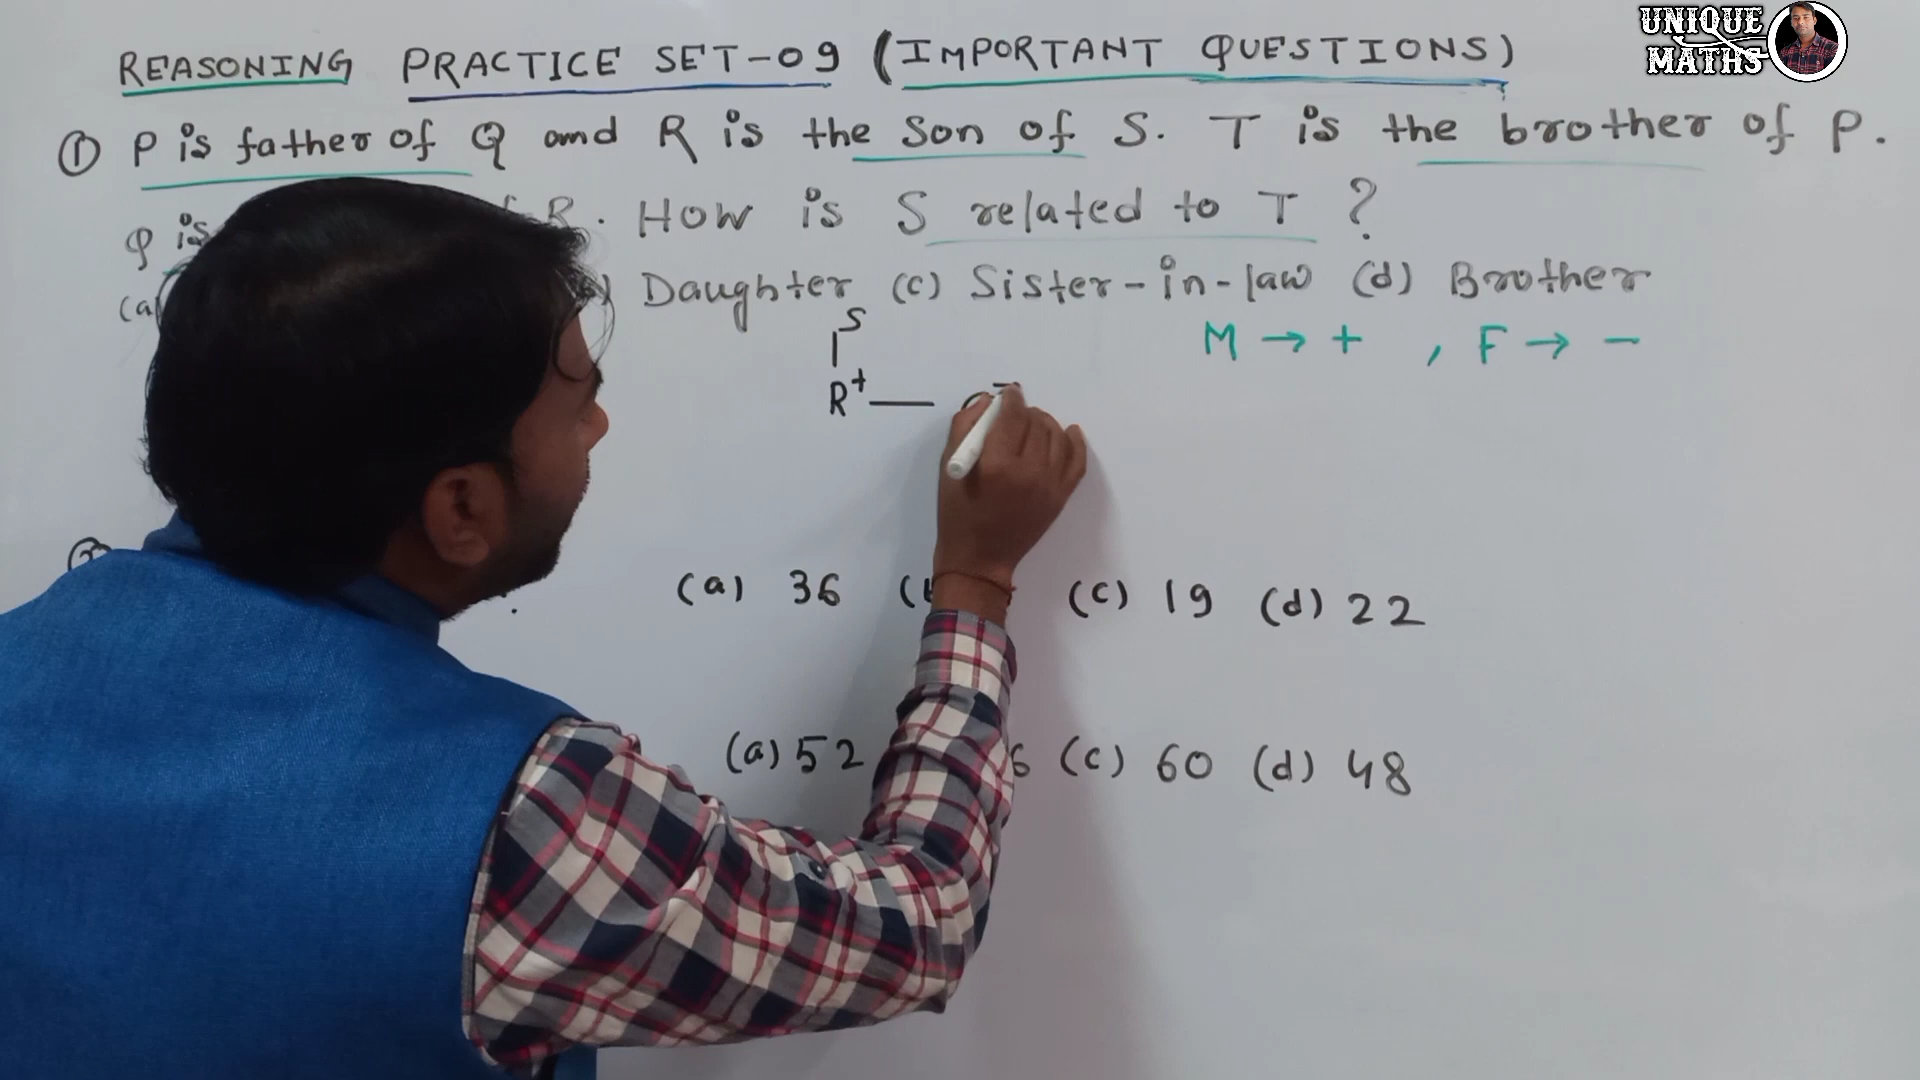 UNIQUE
MATHS
REASONING PRACTICE SET-09 (IMPORTANT QUESTIONS)
① P is father of Q and R is the son of S. T is the brother of P.
Q is R. How is S related to T ?
(a) Daughter (c) Sister-in-law (d) Brother
S
M → + , F → -
R+ —
(a) 36 (c) 19 (d) 22
(a) 52 (c) 60 (d) 48